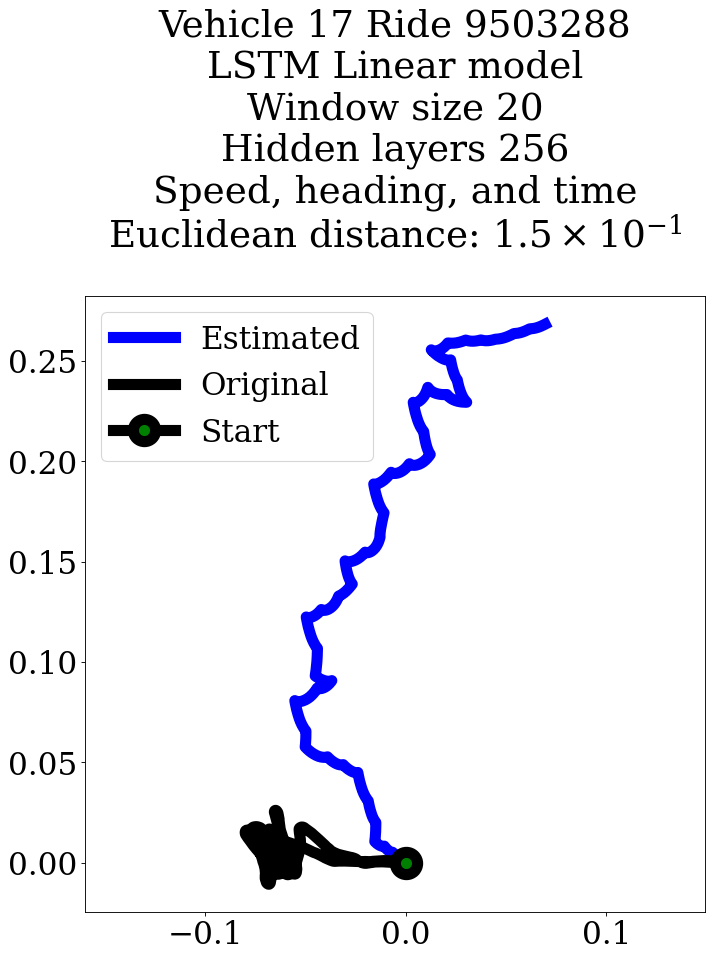 Vehicle 17 Ride 9503288
LSTM Linear model
Window size 20
Hidden layers 256
Speed, heading, and time
Euclidean distance: 1.5 × 10⁻¹
Estimated
Original
Start
0.25
0.20
0.15
0.10
0.05
0.00
−0.1 0.0 0.1